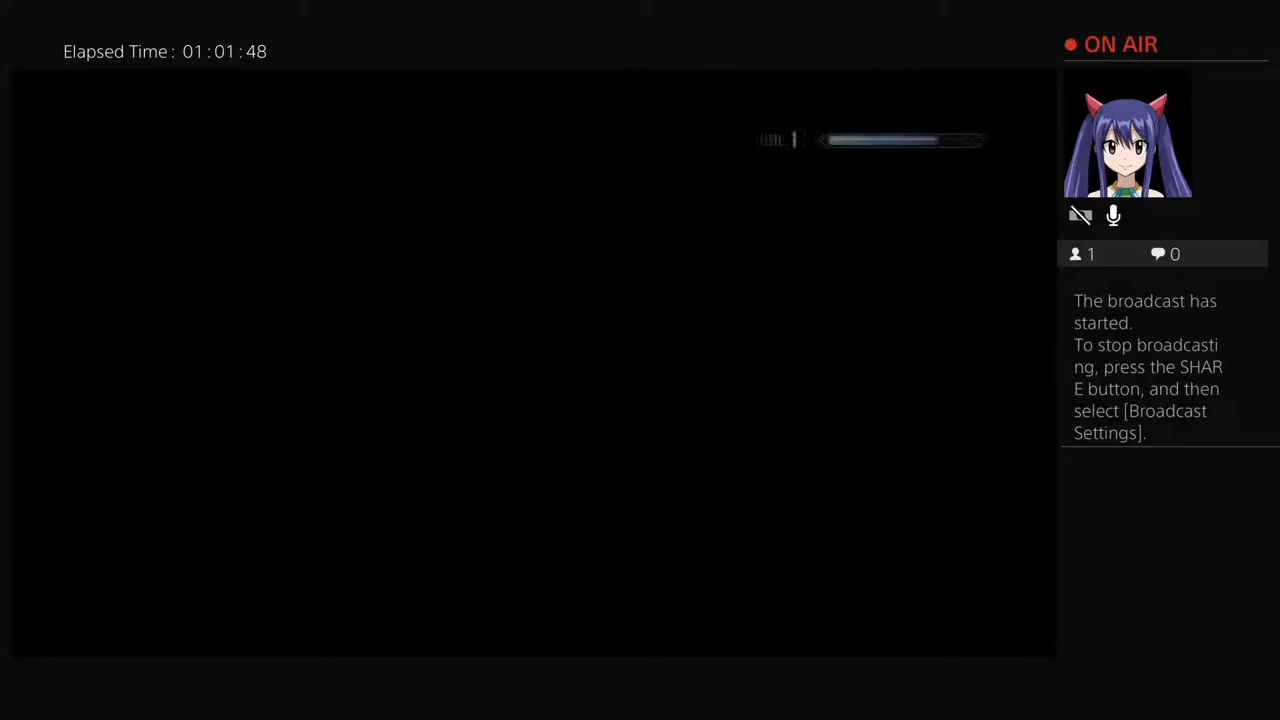 Elapsed Time: 01:01:48
ON AIR
LEVEL
1
0
The broadcast has
started.
To stop broadcasti
ng, press the SHAR
E button, and then
select [Broadcast
Settings].